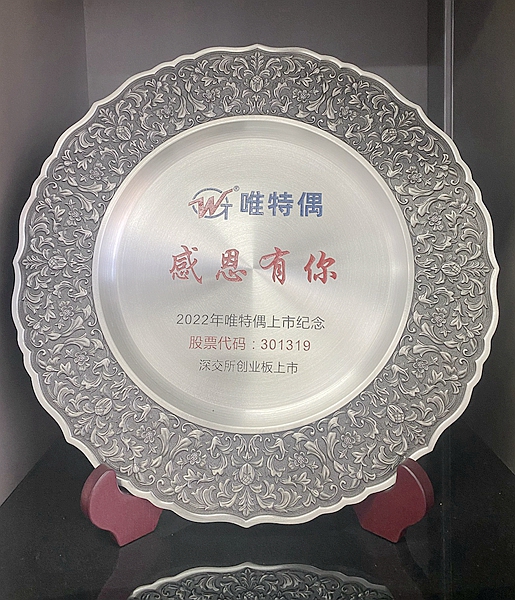 WT® 唯特偶
感恩有你
2022年唯特偶上市纪念
股票代码：301319
深交所创业板上市